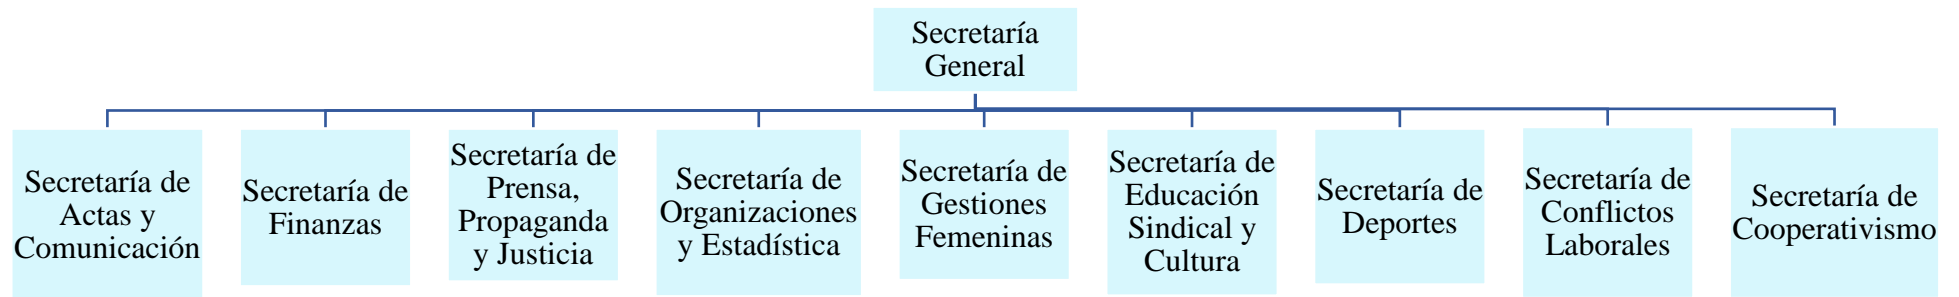 Secretaría
General
Secretaría de
Actas y
Comunicación
Secretaría de
Finanzas
Secretaría de
Prensa,
Propaganda
y Justicia
Secretaría de
Organizaciones
y Estadística
Secretaría de
Gestiones
Femeninas
Secretaría de
Educación
Sindical y
Cultura
Secretaría de
Deportes
Secretaría de
Conflictos
Laborales
Secretaría de
Cooperativismo